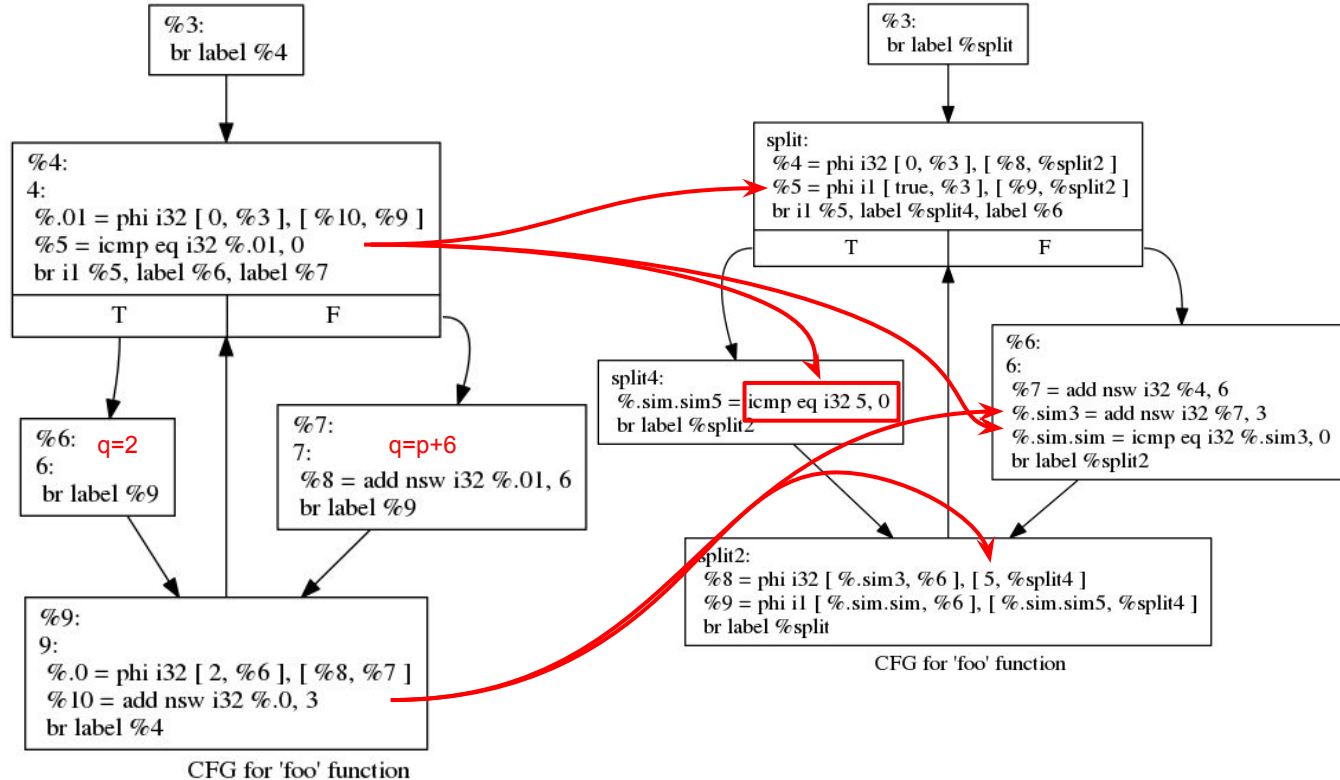 %3:
br label %4
%4:
4:
%.01 = phi i32 [ 0, %3 ], [ %10, %9 ]
%5 = icmp eq i32 %.01, 0
br i1 %5, label %6, label %7
T
F
%6:
q=2
6:
br label %9
%7:
q=p+6
7:
%8 = add nsw i32 %.01, 6
br label %9
%9:
9:
%.0 = phi i32 [ 2, %6 ], [ %8, %7 ]
%10 = add nsw i32 %.0, 3
br label %4
CFG for 'foo' function
%3:
br label %split
split:
%4 = phi i32 [ 0, %3 ], [ %8, %split2 ]
%5 = phi i1 [ true, %3 ], [ %9, %split2 ]
br i1 %5, label %split4, label %6
T
F
split4:
%.sim.sim5 = icmp eq i32 5, 0
br label %split2
%6:
6:
%7 = add nsw i32 %4, 6
%.sim3 = add nsw i32 %7, 3
%.sim.sim = icmp eq i32 %.sim3, 0
br label %split2
split2:
%8 = phi i32 [ %.sim3, %6 ], [ 5, %split4 ]
%9 = phi i1 [ %.sim.sim, %6 ], [ %.sim.sim5, %split4 ]
br label %split
CFG for 'foo' function